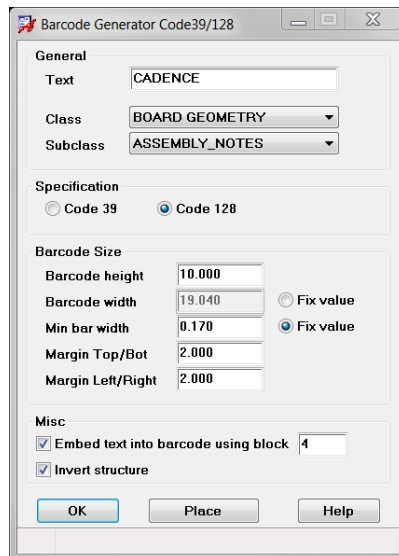 Barcode Generator Code39/128
General
Text CADENCE
Class BOARD GEOMETRY
Subclass ASSEMBLY_NOTES
Specification
Code 39 Code 128
Barcode Size
Barcode height 10.000
Barcode width 19.040 Fix value
Min bar width 0.170 Fix value
Margin Top/Bot 2.000
Margin Left/Right 2.000
Misc
Embed text into barcode using block 4
Invert structure
OK Place Help